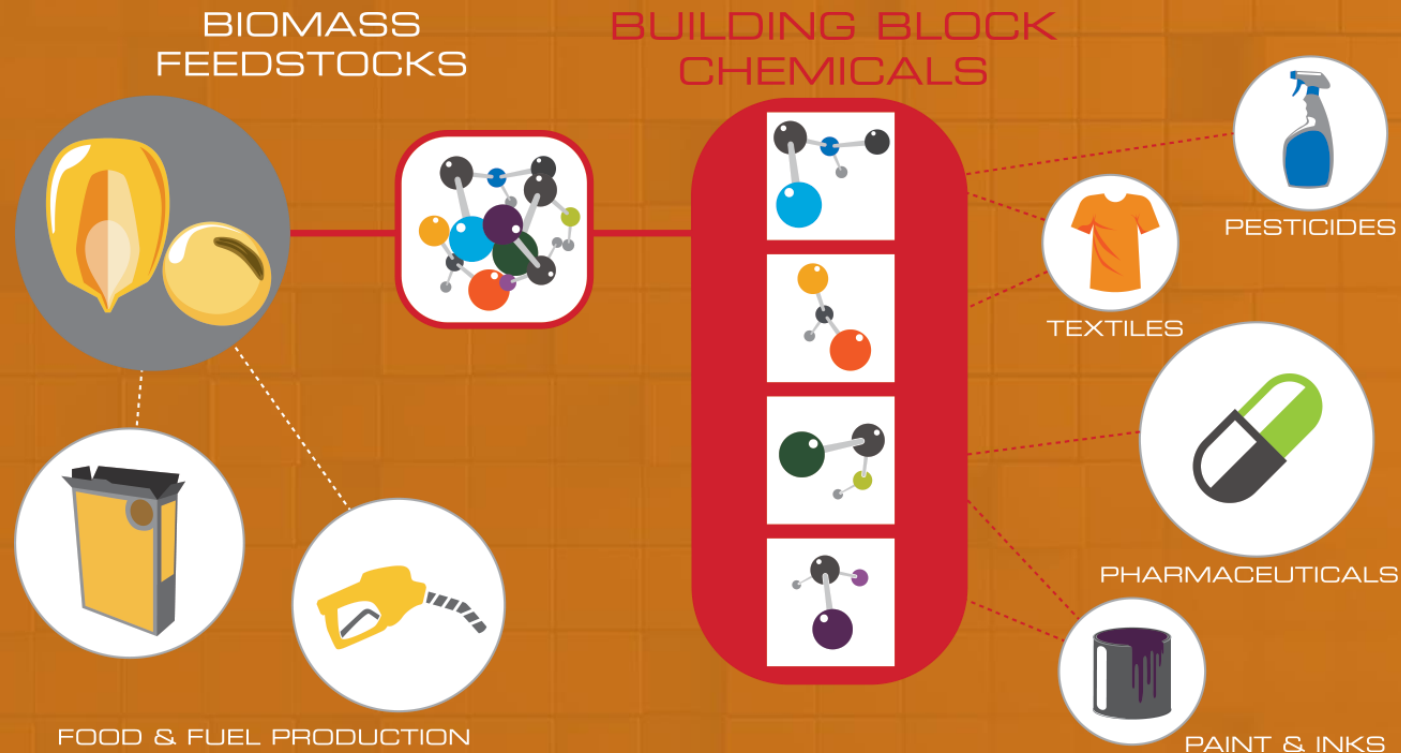 BIOMASS
FEEDSTOCKS
BUILDING BLOCK
CHEMICALS
PESTICIDES
TEXTILES
PHARMACEUTICALS
FOOD & FUEL PRODUCTION
PAINT & INKS